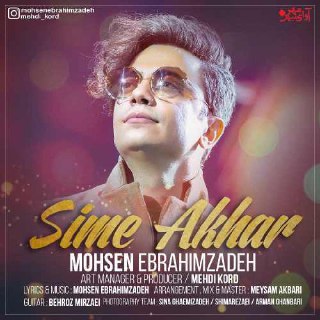 mohsenebrahimzadeh
mehdi_kord
Sime Akhar
MOHSEN EBRAHIMZADEH
ART MANAGER & PRODUCER / MEHDI KORD
LYRICS & MUSIC : MOHSEN EBRAHIMZADEH ARRANGEMENT , MIX & MASTER : MEYSAM AKBARI
GUITAR : BEHROZ MIRZAEI PHOTOGRAPHY TEAM : SINA GHAEMIZADEH / SHIMAREZAEI / ARMAN GHANBARI